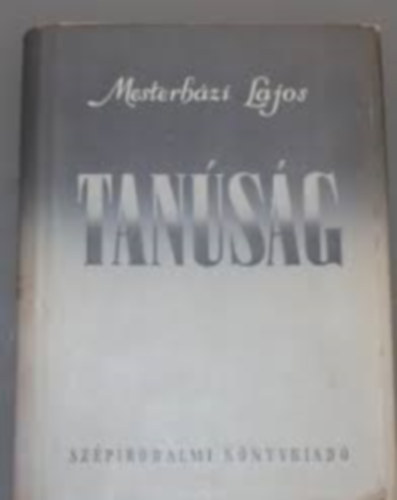 Mesterházi Lajos
TANÚSÁG
SZÉPIRODALMI KÖNYVKIADÓ